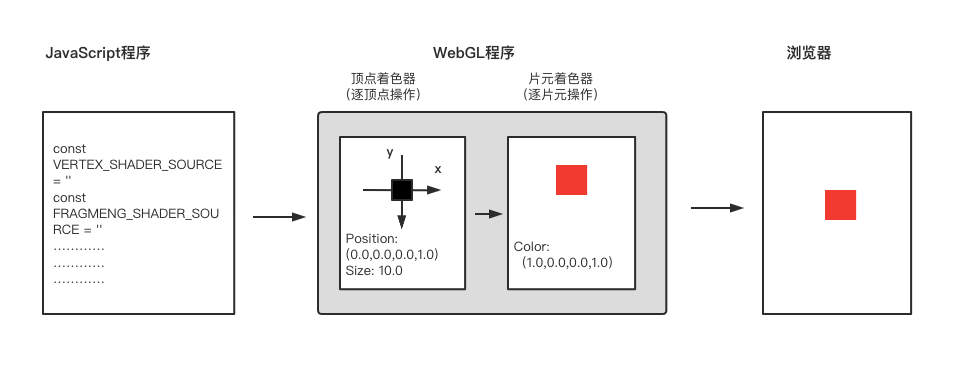 JavaScript程序
WebGL程序
浏览器
顶点着色器
（逐顶点操作）
片元着色器
（逐片元操作）
const
VERTEX_SHADER_SOURCE
= ''
const
FRAGMENG_SHADER_SOU
RCE = ''
............
............
............
y
x
Position:
(0.0,0.0,0.0,1.0)
Size: 10.0
Color:
(1.0,0.0,0.0,1.0)